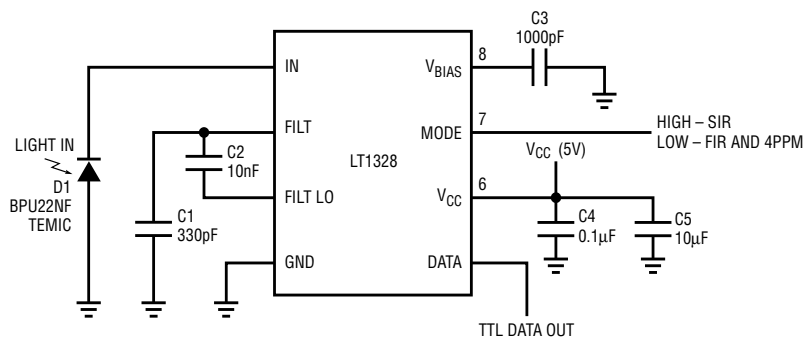 C3
1000pF
IN
VBIAS
8
FILT
MODE
7
HIGH – SIR
LOW – FIR AND 4PPM
LIGHT IN
D1
BPU22NF
TEMIC
C2
10nF
LT1328
VCC (5V)
FILT LO
VCC
6
C1
330pF
C4
0.1µF
C5
10µF
GND
DATA
TTL DATA OUT